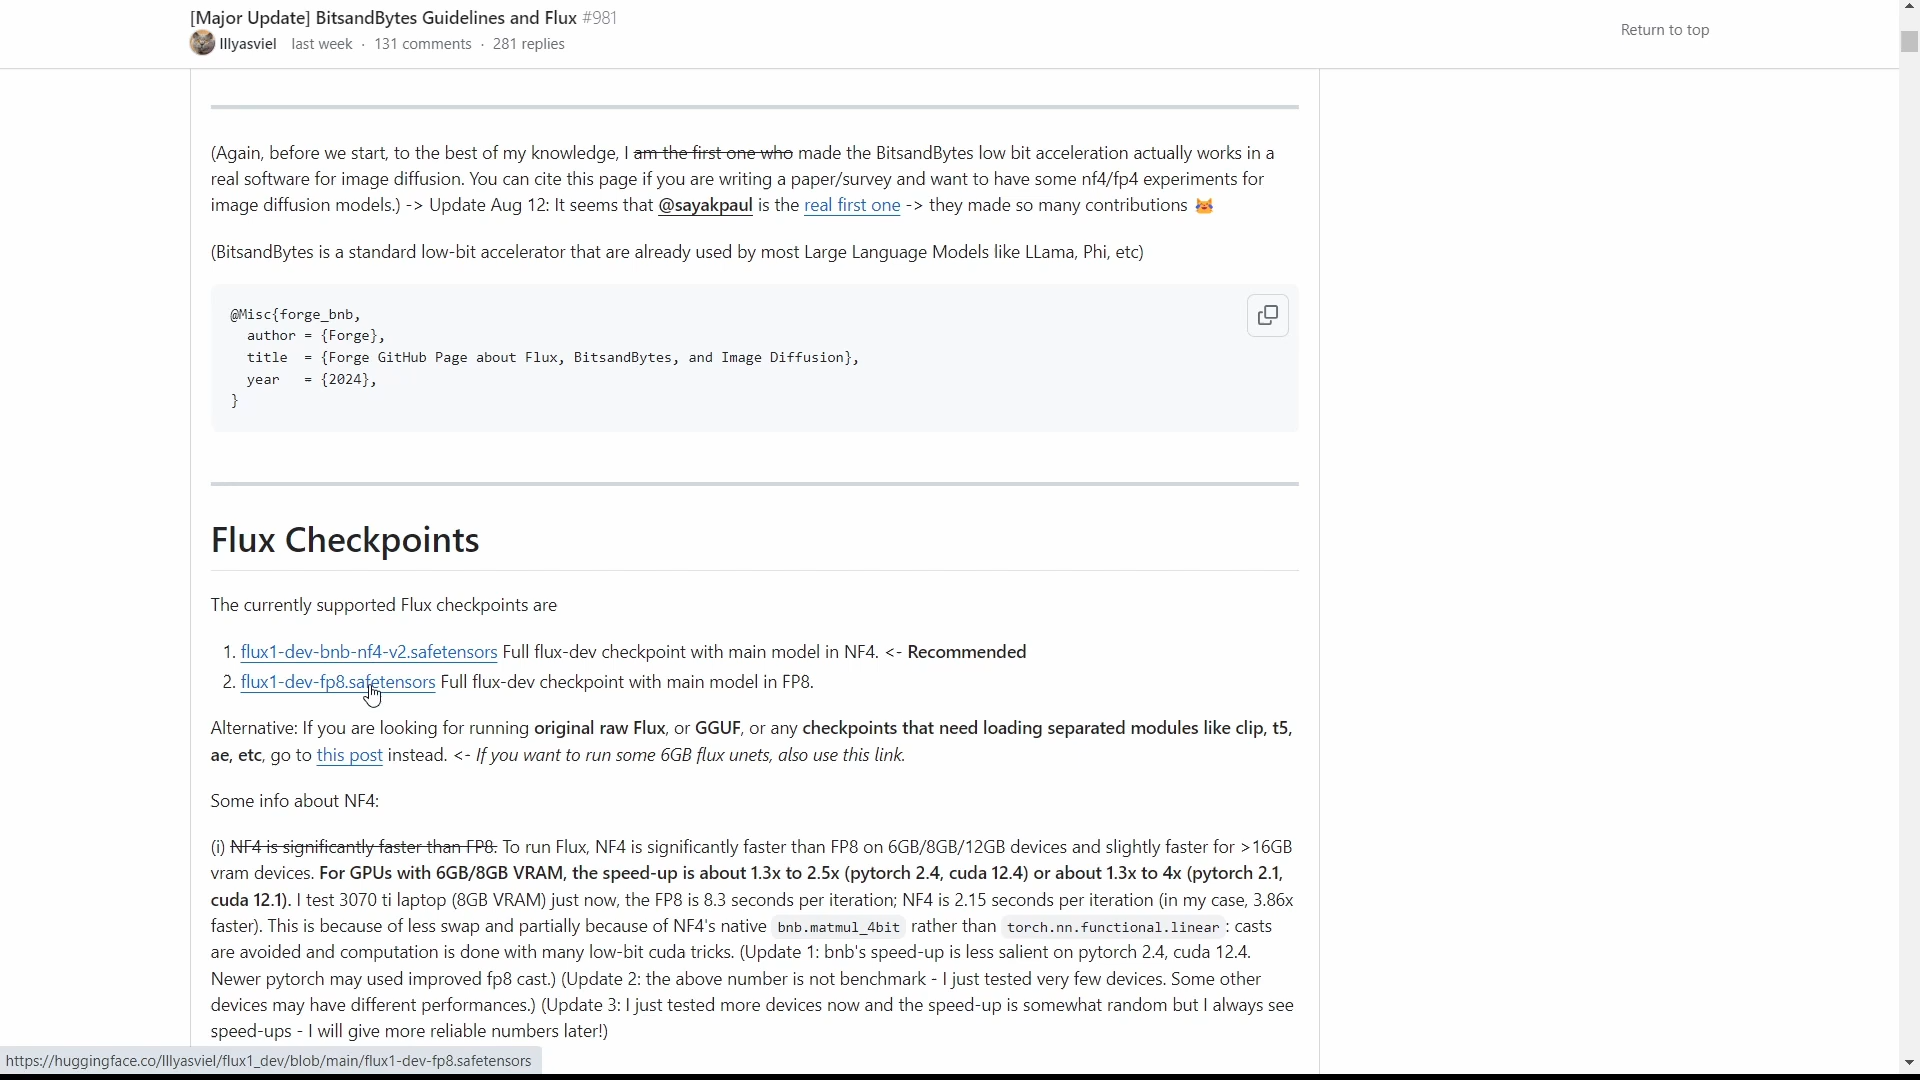 [Major Update] BitsandBytes Guidelines and Flux #981
Return to top
lllyasviel last week · 131 comments · 281 replies
(Again, before we start, to the best of my knowledge, I am the first one who made the BitsandBytes low bit acceleration actually works in a
real software for image diffusion. You can cite this page if you are writing a paper/survey and want to have some nf4/fp4 experiments for
image diffusion models.) -> Update Aug 12: It seems that @sayakpaul is the real first one -> they made so many contributions 😹
(BitsandBytes is a standard low-bit accelerator that are already used by most Large Language Models like LLama, Phi, etc)
@Misc{forge_bnb,
author = {Forge},
title = {Forge GitHub Page about Flux, BitsandBytes, and Image Diffusion},
year = {2024},
}
Flux Checkpoints
The currently supported Flux checkpoints are
1. flux1-dev-bnb-nf4-v2.safetensors Full flux-dev checkpoint with main model in NF4. <- Recommended
2. flux1-dev-fp8.safetensors Full flux-dev checkpoint with main model in FP8.
Alternative: If you are looking for running original raw Flux, or GGUF, or any checkpoints that need loading separated modules like clip, t5,
ae, etc, go to this post instead. <- If you want to run some 6GB flux unets, also use this link.
Some info about NF4:
(i) NF4 is significantly faster than FP8. To run Flux, NF4 is significantly faster than FP8 on 6GB/8GB/12GB devices and slightly faster for >16GB
vram devices. For GPUs with 6GB/8GB VRAM, the speed-up is about 1.3x to 2.5x (pytorch 2.4, cuda 12.4) or about 1.3x to 4x (pytorch 2.1,
cuda 12.1). I test 3070 ti laptop (8GB VRAM) just now, the FP8 is 8.3 seconds per iteration; NF4 is 2.15 seconds per iteration (in my case, 3.86x
faster). This is because of less swap and partially because of NF4's native bnb.matmul_4bit rather than torch.nn.functional.linear : casts
are avoided and computation is done with many low-bit cuda tricks. (Update 1: bnb's speed-up is less salient on pytorch 2.4, cuda 12.4.
Newer pytorch may used improved fp8 cast.) (Update 2: the above number is not benchmark - I just tested very few devices. Some other
devices may have different performances.) (Update 3: I just tested more devices now and the speed-up is somewhat random but I always see
speed-ups - I will give more reliable numbers later!)
https://huggingface.co/lllyasviel/flux1_dev/blob/main/flux1-dev-fp8.safetensors